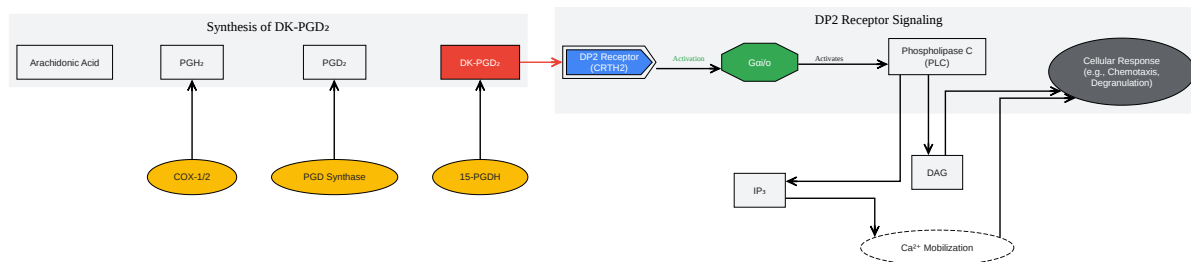 Synthesis of DK-PGD₂
DP2 Receptor Signaling
Arachidonic Acid
PGH₂
PGD₂
DK-PGD₂
DP2 Receptor
(CRTH2)
Activation
Gαi/o
Activates
Phospholipase C
(PLC)
Cellular Response
(e.g., Chemotaxis,
Degranulation)
COX-1/2
PGD Synthase
15-PGDH
IP₃
DAG
Ca²⁺ Mobilization